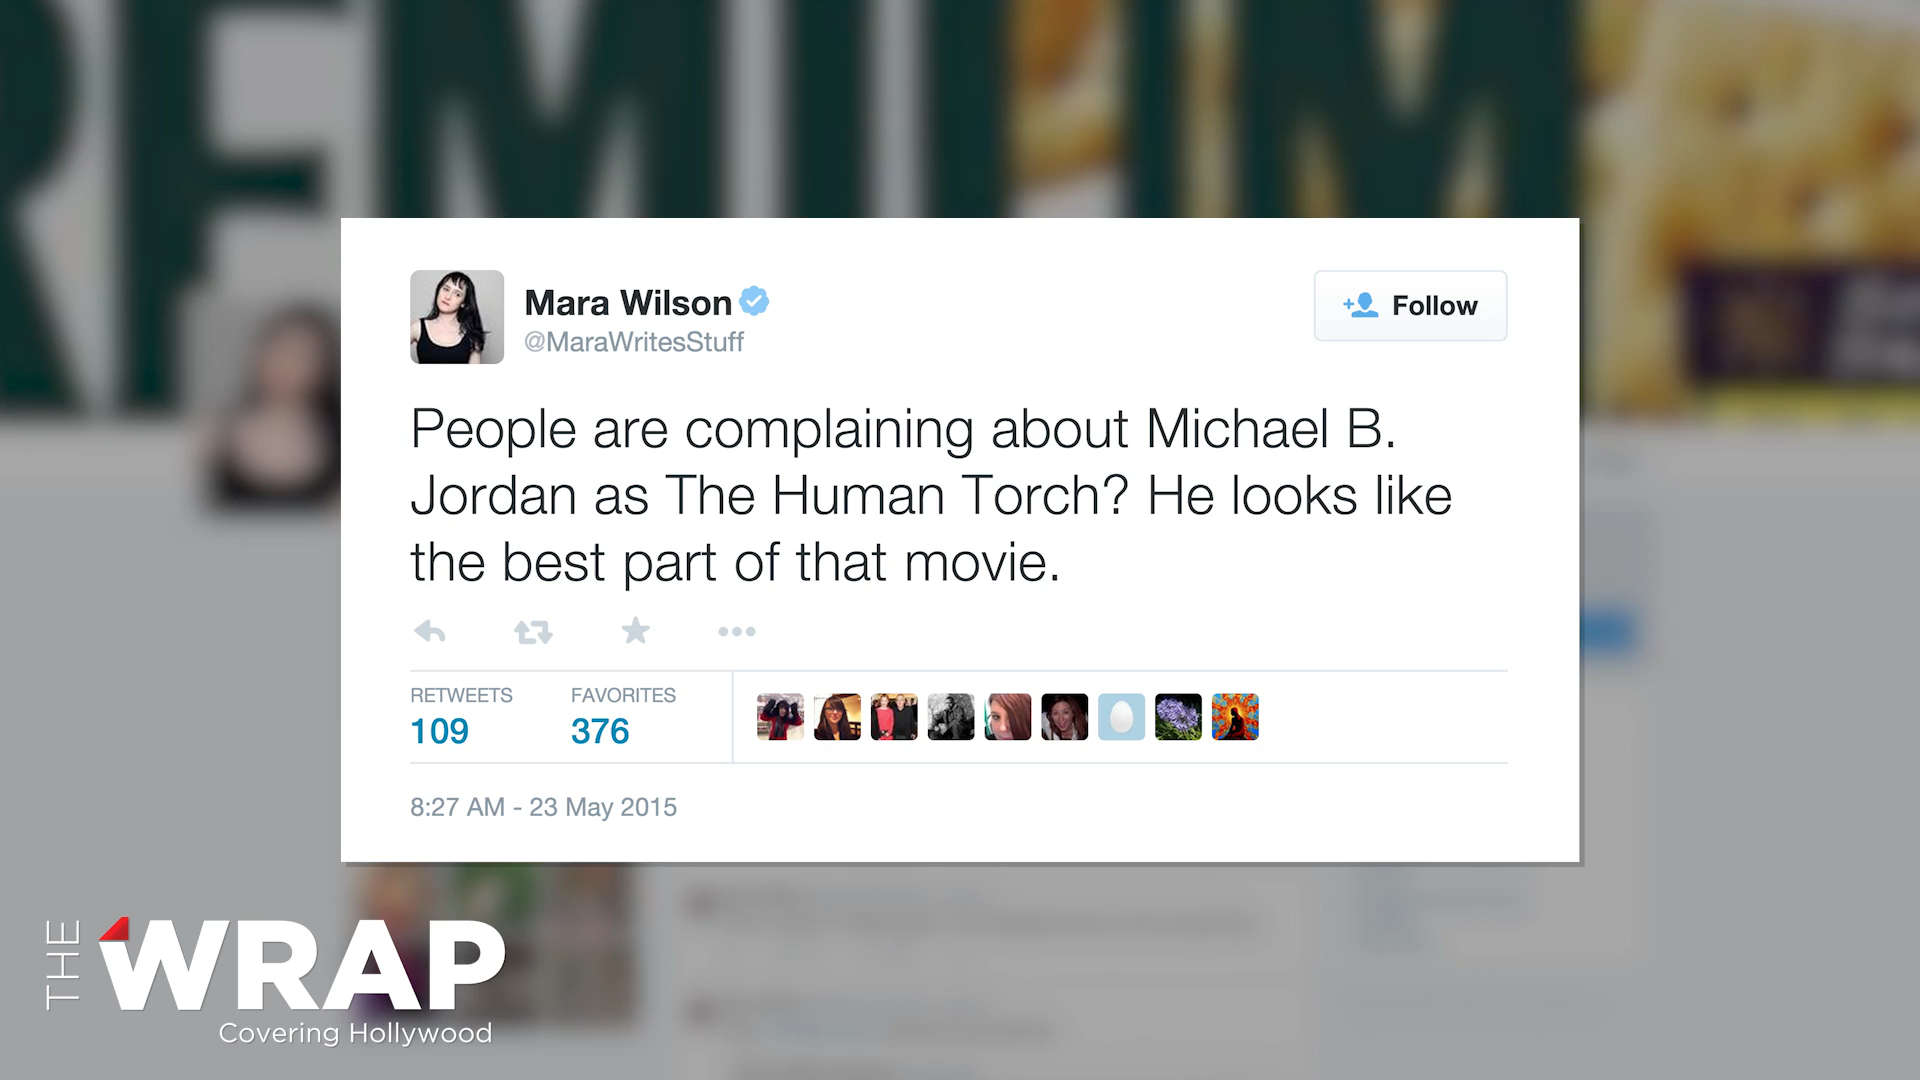 REMIUM
Mara Wilson
@MaraWritesStuff
Follow
People are complaining about Michael B.
Jordan as The Human Torch? He looks like
the best part of that movie.
RETWEETS
FAVORITES
109
376
8:27 AM - 23 May 2015
THE WRAP
Covering Hollywood